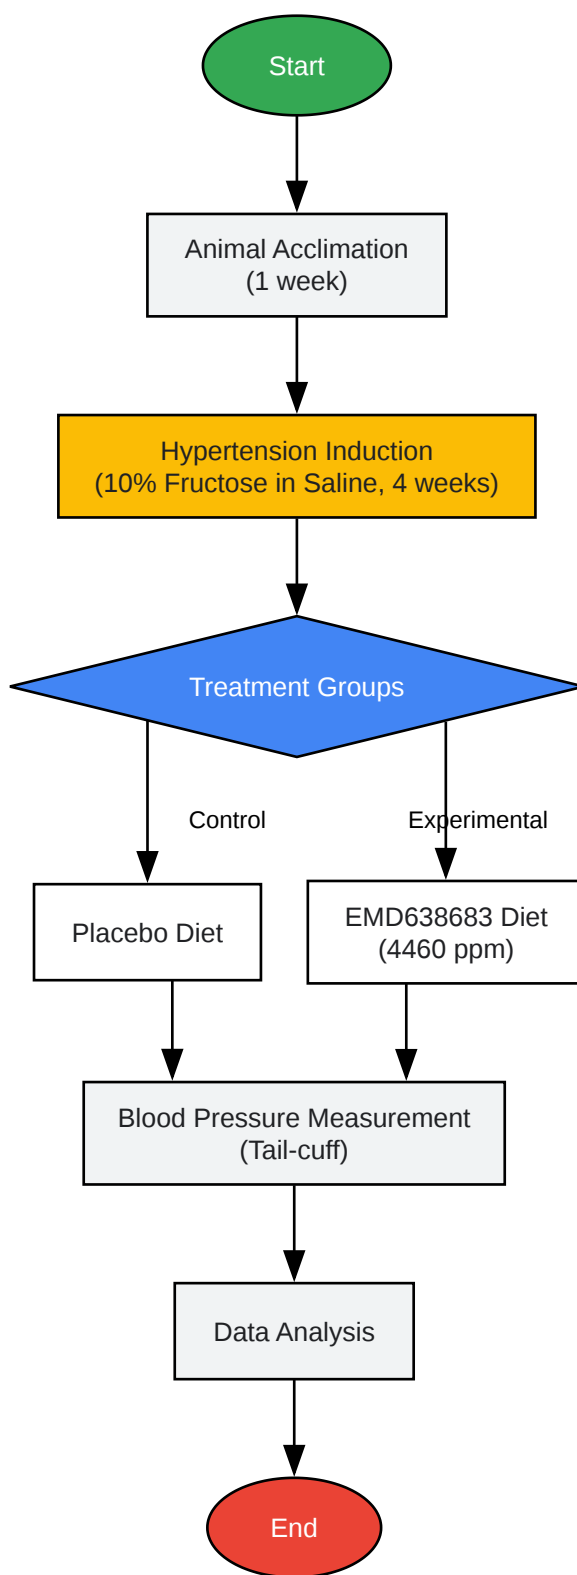 Start
Animal Acclimation
(1 week)
Hypertension Induction
(10% Fructose in Saline, 4 weeks)
Treatment Groups
Control
Experimental
Placebo Diet
EMD638683 Diet
(4460 ppm)
Blood Pressure Measurement
(Tail-cuff)
Data Analysis
End